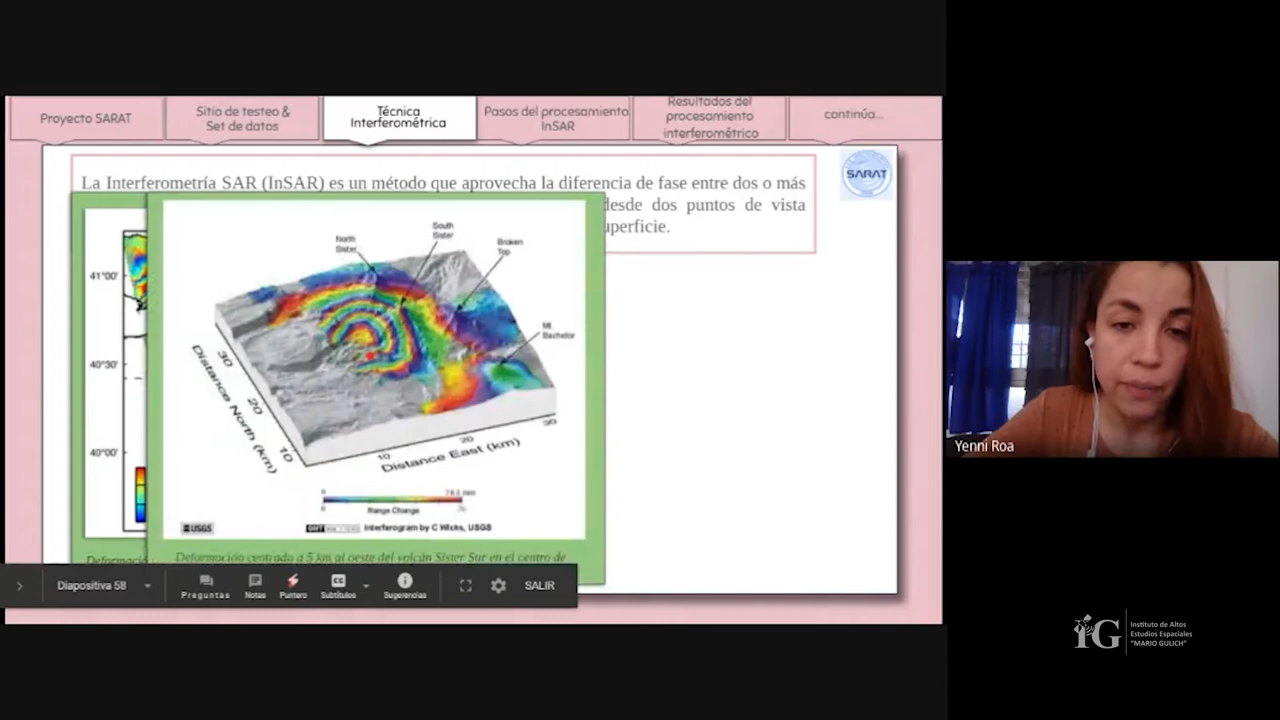 Proyecto SARAT
Sitio de testeo &
Set de datos
Técnica
Interferométrica
Pasos del procesamiento
InSAR
Resultados del
procesamiento
interferométrico
continúa...
La Interferometría SAR (InSAR) es un método que aprovecha la diferencia de fase entre dos o más
desde dos puntos de vista
uperficie.
SARAT
41°00'
40°30'
40°00'
North
Sister
South
Sister
Broken
Top
Mt
Bachelor
30
20
10
Distance North (km)
10
20
30
Distance East (km)
0
Range Change
USGS
GMT
Interferogram by C Wicks, USGS
Deformació
Deformación centrada a 5 km al oeste del volcán Sister Sur en el centro de
Diapositiva 58
Preguntas
Notas
Puntero
CC
Subtítulos
Sugerencias
SALIR
Yenni Roa
iG
Instituto de Altos
Estudios Espaciales
"MARIO GULICH"